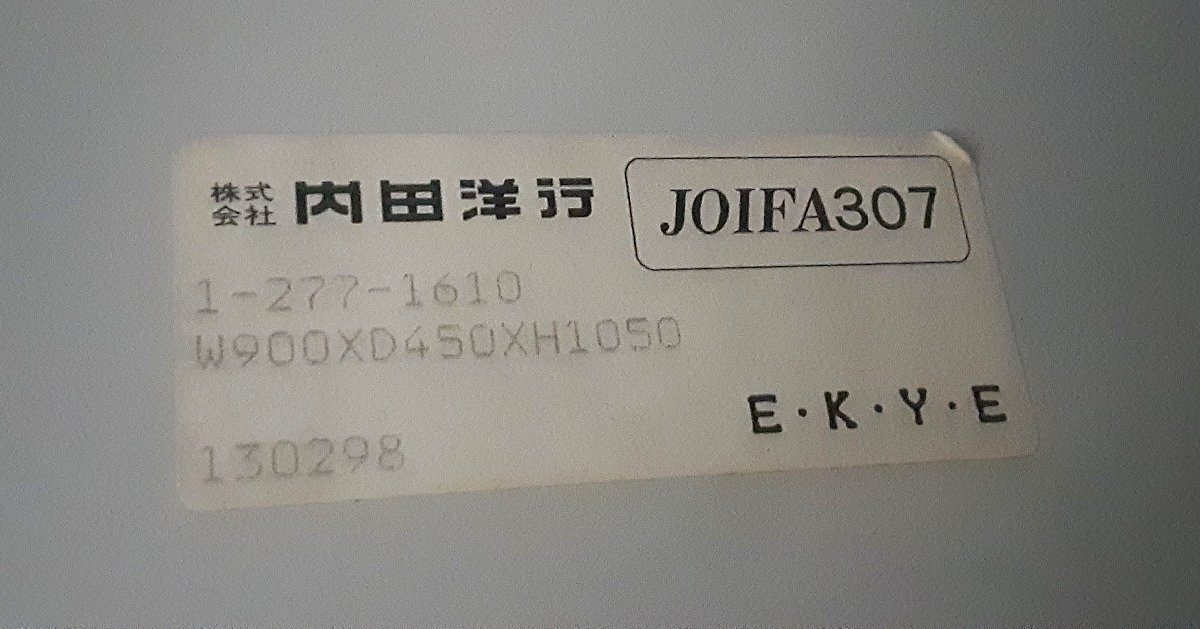 株式会社 内田洋行 JOIFA307
1-277-1610
W900XD450XH1050
E・K・Y・E
130298